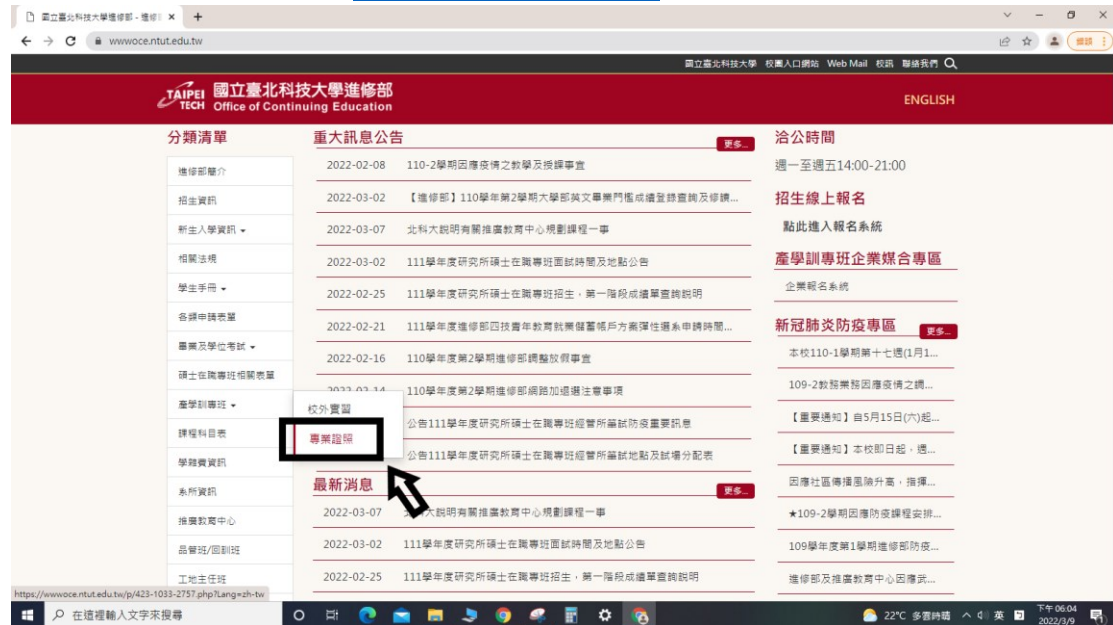 國立臺北科技大學進修部 - 進修
wwwoce.ntut.edu.tw
錯誤
國立臺北科技大學 校園入口網站 Web Mail 校訊 聯絡我們
TAIPEI TECH
國立臺北科技大學進修部
Office of Continuing Education
ENGLISH
分類清單
進修部簡介
招生資訊
新生入學資訊
相關法規
學生手冊
各類申請表單
畢業及學位考試
碩士在職專班相關表單
產學訓專班
校外實習
專業證照
課程科目表
學雜費資訊
系所資訊
推廣教育中心
品管班/回訓班
工地主任班
重大訊息公告
更多...
2022-02-08 110-2學期因應疫情之教學及授課事宜
2022-03-02 【進修部】110學年第2學期大學部英文畢業門檻成績登錄查詢及修讀...
2022-03-07 北科大說明有關推廣教育中心規劃課程一事
2022-03-02 111學年度研究所碩士在職專班面試時間及地點公告
2022-02-25 111學年度研究所碩士在職專班招生，第一階段成績單查詢說明
2022-02-21 111學年度進修部四技青年教育就業儲蓄帳戶方案彈性選系申請時間...
2022-02-16 110學年度第2學期進修部調整放假事宜
2022-02-14 110學年度第2學期進修部網路加退選注意事項
公告111學年度研究所碩士在職專班經管所筆試防疫重要訊息
公告111學年度研究所碩士在職專班經管所筆試地點及試場分配表
最新消息
更多...
2022-03-07 北科大說明有關推廣教育中心規劃課程一事
2022-03-02 111學年度研究所碩士在職專班面試時間及地點公告
2022-02-25 111學年度研究所碩士在職專班招生，第一階段成績單查詢說明
洽公時間
週一至週五14:00-21:00
招生線上報名
點此進入報名系統
產學訓專班企業媒合專區
企業報名系統
新冠肺炎防疫專區
更多...
本校110-1學期第十七週(1月1...
109-2教務業務因應疫情之調...
【重要通知】自5月15日(六)起...
【重要通知】本校即日起，週...
因應社區傳播風險升高，指揮...
★109-2學期因應防疫課程安排...
109學年度第1學期進修部防疫...
進修部及推廣教育中心因應武...
https://wwwoce.ntut.edu.tw/p/423-1033-2757.php?Lang=zh-tw
在這裡輸入文字來搜尋
22°C 多雲時晴
英
下午 06:04
2022/3/9